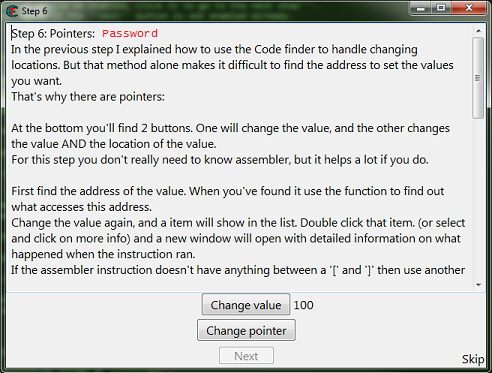 Step 6
Step 6: Pointers: Password
In the previous step I explained how to use the Code finder to handle changing
locations. But that method alone makes it difficult to find the address to set the values
you want.
That's why there are pointers:
At the bottom you'll find 2 buttons. One will change the value, and the other changes
the value AND the location of the value.
For this step you don't really need to know assembler, but it helps a lot if you do.
First find the address of the value. When you've found it use the function to find out
what accesses this address.
Change the value again, and a item will show in the list. Double click that item. (or select
and click on more info) and a new window will open with detailed information on what
happened when the instruction ran.
If the assembler instruction doesn't have anything between a '[' and ']' then use another
Change value 100
Change pointer
Next
Skip